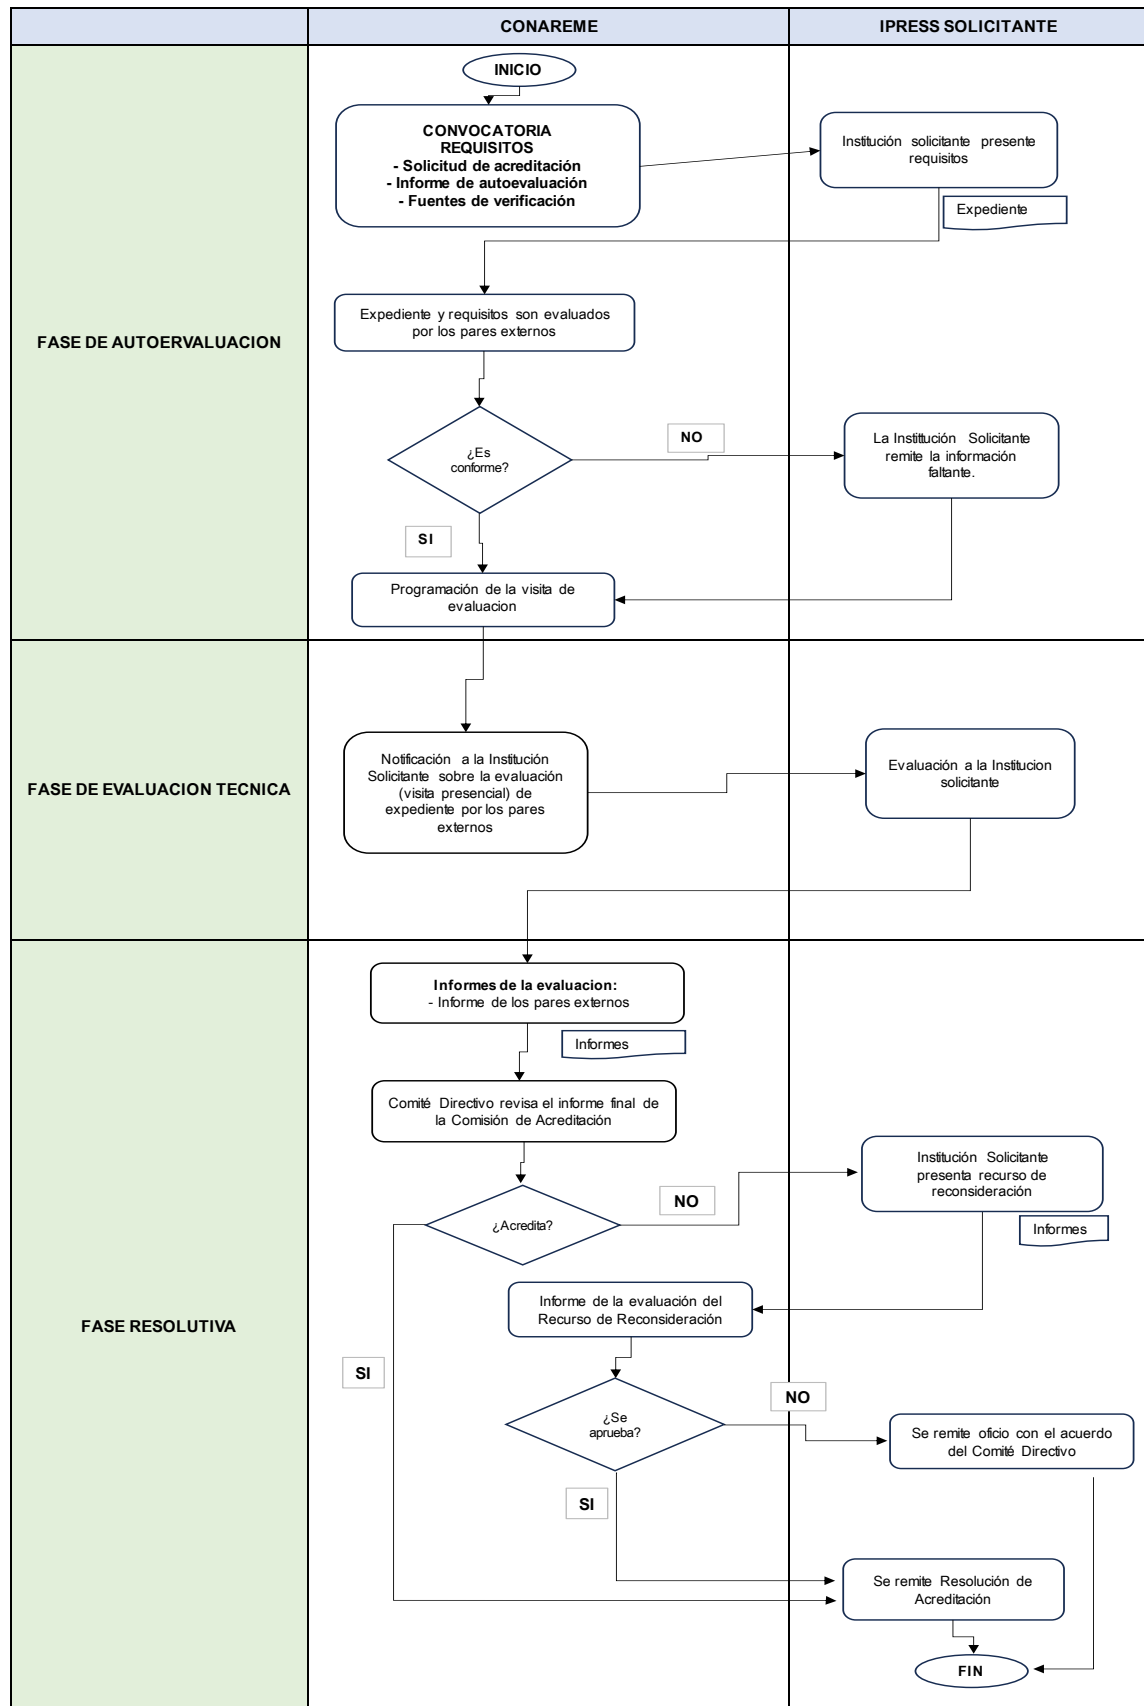 CONAREME
IPRESS SOLICITANTE
FASE DE AUTOERVALUACION
INICIO
CONVOCATORIA
REQUISITOS
- Solicitud de acreditación
- Informe de autoevaluación
- Fuentes de verificación
Institución solicitante presente
requisitos
Expediente
Expediente y requisitos son evaluados
por los pares externos
¿Es
conforme?
NO
La Instittución Solicitante
remite la información
faltante.
SI
Programación de la visita de
evaluacion
FASE DE EVALUACION TECNICA
Notificación a la Institución
Solicitante sobre la evaluación
(visita presencial) de
expediente por los pares
externos
Evaluación a la Institucion
solicitante
FASE RESOLUTIVA
Informes de la evaluacion:
- Informe de los pares externos
Informes
Comité Directivo revisa el informe final de
la Comisión de Acreditación
¿Acredita?
NO
Institución Solicitante
presenta recurso de
reconsideración
Informes
Informe de la evaluación del
Recurso de Reconsideración
SI
¿Se
aprueba?
NO
Se remite oficio con el acuerdo
del Comité Directivo
SI
Se remite Resolución de
Acreditación
FIN